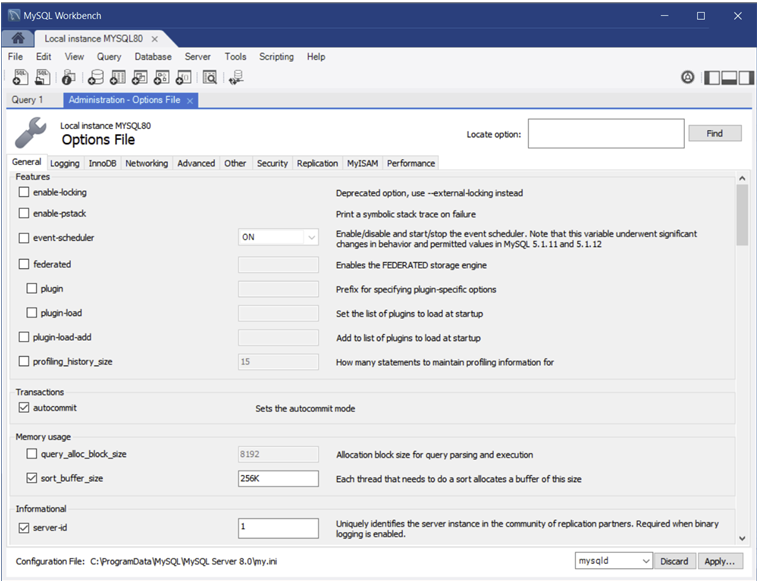 MySQL Workbench
Local instance MYSQL80
File Edit View Query Database Server Tools Scripting Help
Query 1 Administration - Options File
Local instance MYSQL80
Options File
Locate option: Find
General Logging InnoDB Networking Advanced Other Security Replication MyISAM Performance
Features
enable-locking Deprecated option, use --external-locking instead
enable-pstack Print a symbolic stack trace on failure
event-scheduler ON Enable/disable and start/stop the event scheduler. Note that this variable underwent significant
changes in behavior and permitted values in MySQL 5.1.11 and 5.1.12
federated Enables the FEDERATED storage engine
plugin Prefix for specifying plugin-specific options
plugin-load Set the list of plugins to load at startup
plugin-load-add Add to list of plugins to load at startup
profiling_history_size 15 How many statements to maintain profiling information for
Transactions
autocommit Sets the autocommit mode
Memory usage
query_alloc_block_size 8192 Allocation block size for query parsing and execution
sort_buffer_size 256K Each thread that needs to do a sort allocates a buffer of this size
Informational
server-id 1 Uniquely identifies the server instance in the community of replication partners. Required when binary
logging is enabled.
Configuration File: C:\ProgramData\MySQL\MySQL Server 8.0\my.ini mysqld Discard Apply...